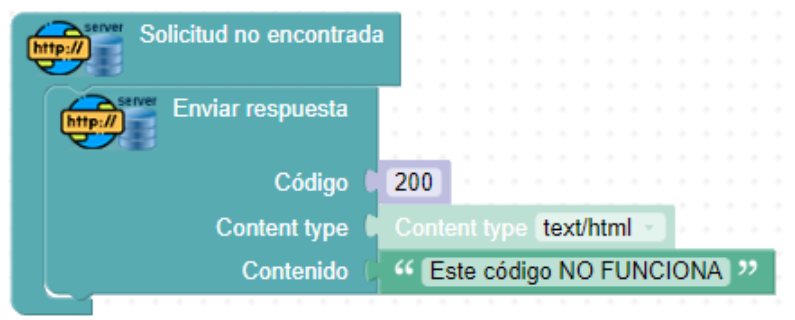 server
http://
Solicitud no encontrada
server
http://
Enviar respuesta
Código 200
Content type Content type text/html
Contenido “ Este código NO FUNCIONA ”